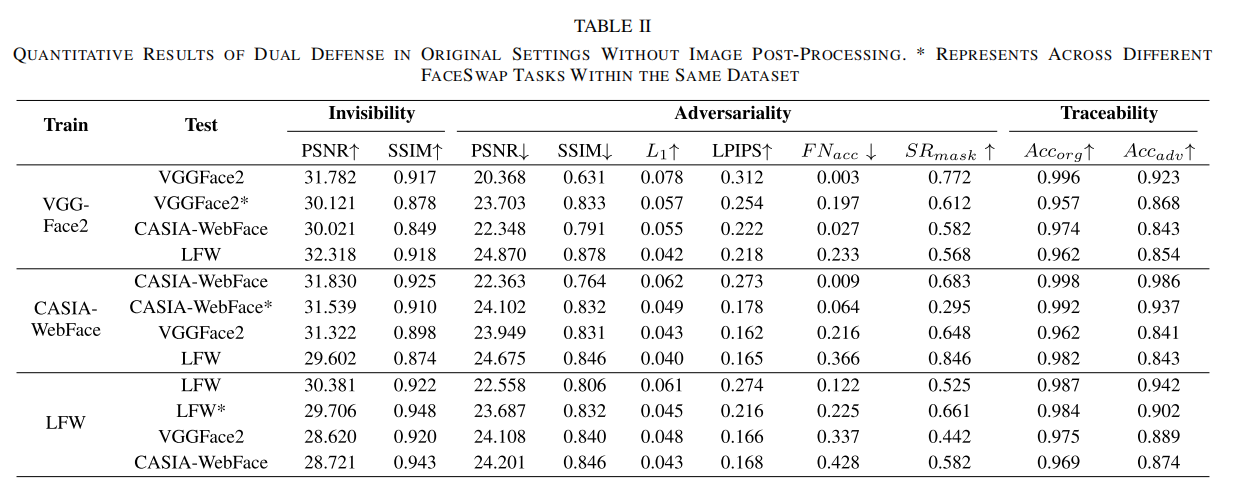 TABLE II
QUANTITATIVE RESULTS OF DUAL DEFENSE IN ORIGINAL SETTINGS WITHOUT IMAGE POST-PROCESSING. * REPRESENTS ACROSS DIFFERENT
FACESWAP TASKS WITHIN THE SAME DATASET
Train Test Invisibility Adversariality Traceability
PSNR↑ SSIM↑ PSNR↓ SSIM↓ L1↑ LPIPS↑ FNacc ↓ SRmask ↑ Accorg↑ Accadv↑
VGG-
Face2
VGGFace2 31.782 0.917 20.368 0.631 0.078 0.312 0.003 0.772 0.996 0.923
VGGFace2* 30.121 0.878 23.703 0.833 0.057 0.254 0.197 0.612 0.957 0.868
CASIA-WebFace 30.021 0.849 22.348 0.791 0.055 0.222 0.027 0.582 0.974 0.843
LFW 32.318 0.918 24.870 0.878 0.042 0.218 0.233 0.568 0.962 0.854
CASIA-
WebFace
CASIA-WebFace 31.830 0.925 22.363 0.764 0.062 0.273 0.009 0.683 0.998 0.986
CASIA-WebFace* 31.539 0.910 24.102 0.832 0.049 0.178 0.064 0.295 0.992 0.937
VGGFace2 31.322 0.898 23.949 0.831 0.043 0.162 0.216 0.648 0.962 0.841
LFW 29.602 0.874 24.675 0.846 0.040 0.165 0.366 0.846 0.982 0.843
LFW
LFW 30.381 0.922 22.558 0.806 0.061 0.274 0.122 0.525 0.987 0.942
LFW* 29.706 0.948 23.687 0.832 0.045 0.216 0.225 0.661 0.984 0.902
VGGFace2 28.620 0.920 24.108 0.840 0.048 0.166 0.337 0.442 0.975 0.889
CASIA-WebFace 28.721 0.943 24.201 0.846 0.043 0.168 0.428 0.582 0.969 0.874